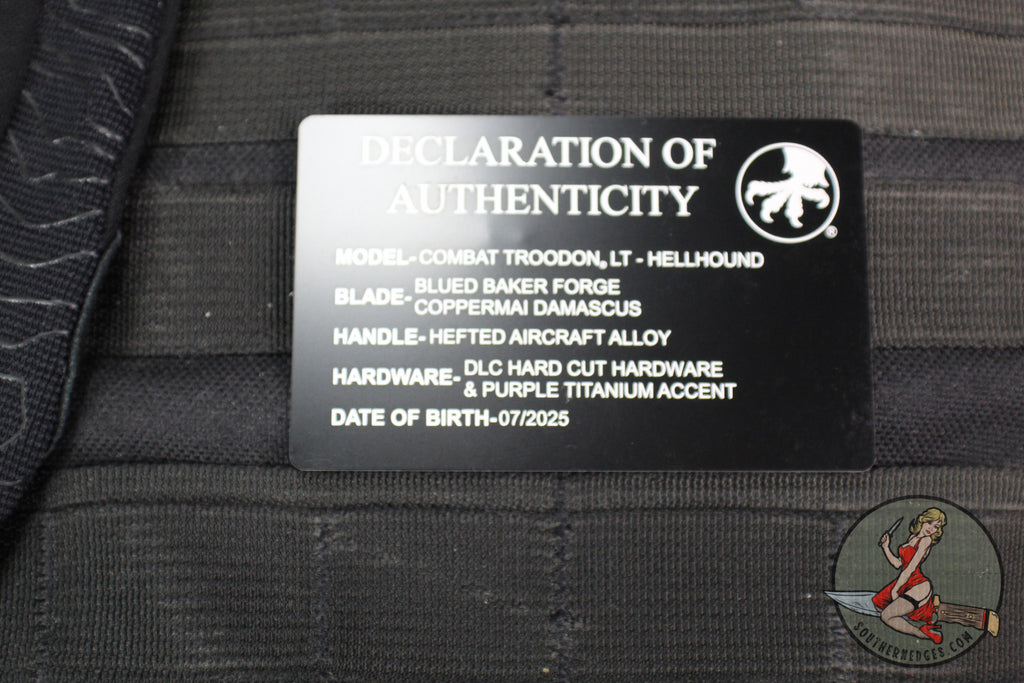 DECLARATION OF
AUTHENTICITY
®
MODEL- COMBAT TROODON, LT - HELLHOUND
BLADE- BLUED BAKER FORGE
COPPERMAI DAMASCUS
HANDLE- HEFTED AIRCRAFT ALLOY
HARDWARE- DLC HARD CUT HARDWARE
& PURPLE TITANIUM ACCENT
DATE OF BIRTH-07/2025
SOUTHERNEDGES.COM